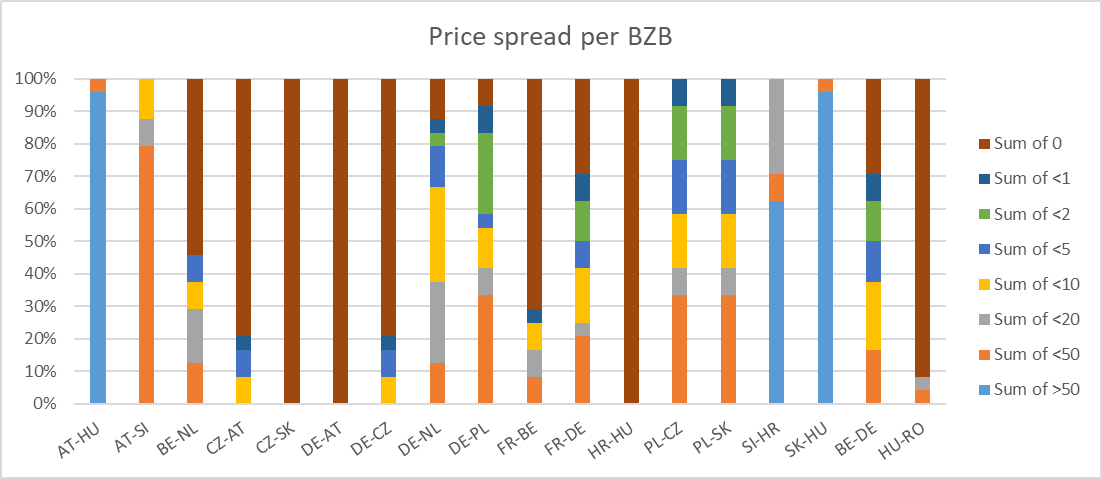 Price spread per BZB
100%
90%
80%
70%
60%
50%
40%
30%
20%
10%
0%
AT-HU
AT-SI
BE-NL
CZ-AT
CZ-SK
DE-AT
DE-CZ
DE-NL
DE-PL
FR-BE
FR-DE
HR-HU
PL-CZ
PL-SK
SI-HR
SK-HU
BE-DE
HU-RO
Sum of 0
Sum of <1
Sum of <2
Sum of <5
Sum of <10
Sum of <20
Sum of <50
Sum of >50